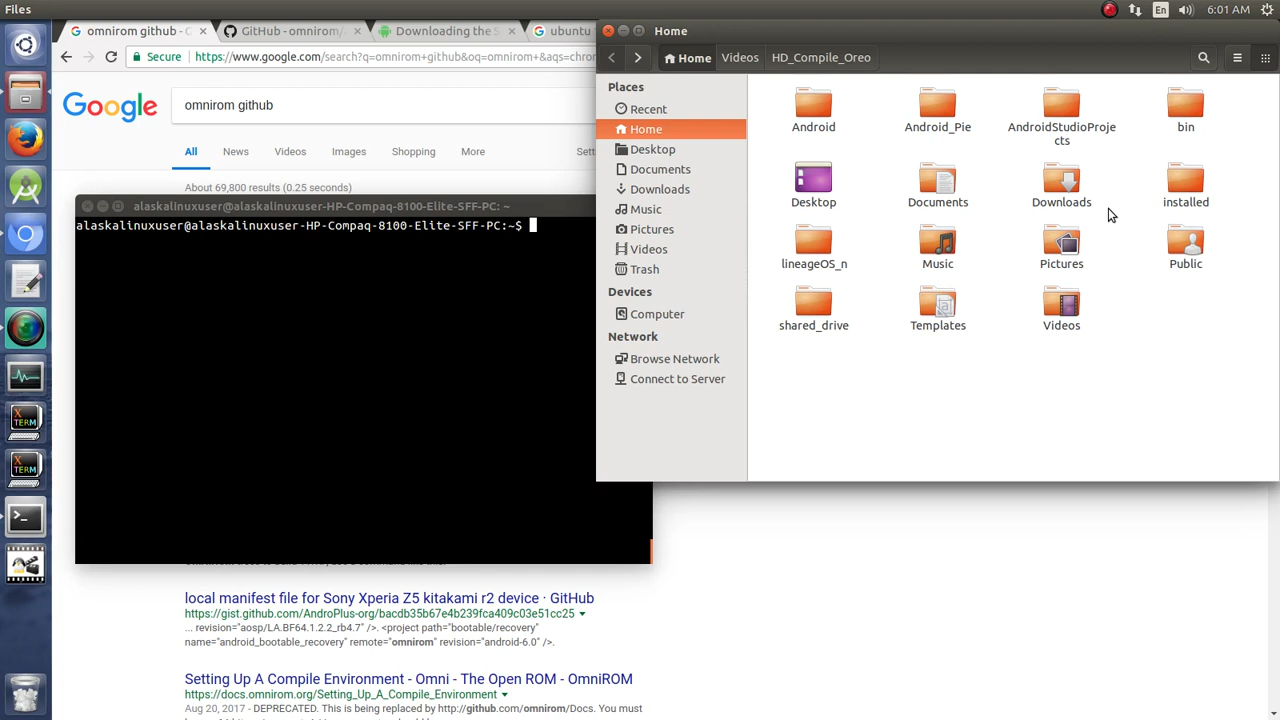 Files
En
6:01 AM
omnirom github - G
GitHub - omnirom/
Downloading the S
ubuntu
Secure
https://www.google.com/search?q=omnirom+github&oq=omnirom+&aqs=chrom
Google
omnirom github
All
News
Videos
Images
Shopping
More
About 69,800 results (0.25 seconds)
alaskalinuxuser@alaskalinuxuser-HP-Compaq-8100-Elite-SFF-PC: ~
alaskalinuxuser@alaskalinuxuser-HP-Compaq-8100-Elite-SFF-PC:~$
X
TERM
X
TERM
>_
Home
Home
Videos
HD_Compile_Oreo
Places
Recent
Home
Desktop
Documents
Downloads
Music
Pictures
Videos
Trash
Devices
Computer
Network
Browse Network
Connect to Server
Android
Android_Pie
AndroidStudioProje
cts
bin
Desktop
Documents
Downloads
installed
lineageOS_n
Music
Pictures
Public
shared_drive
Templates
Videos
local manifest file for Sony Xperia Z5 kitakami r2 device · GitHub
https://gist.github.com/AndroPlus-org/bacdb35b67e4b239fca409c03e51cc25
... revision="aosp/LA.BF64.1.2.2_rb4.7" />. <project path="bootable/recovery"
name="android_bootable_recovery" remote="omnirom" revision="android-6.0" />.
Setting Up A Compile Environment - Omni - The Open ROM - OmniROM
https://docs.omnirom.org/Setting_Up_A_Compile_Environment
Aug 20, 2017 - DEPRECATED. This is being replaced by http://github.com/omnirom/Docs. You must